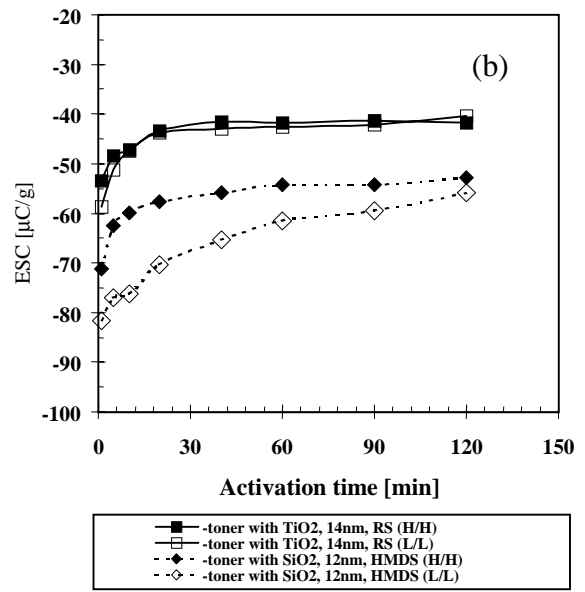 -20
-30
-40
-50
-60
-70
-80
-90
-100
ESC [µC/g]
(b)
0 30 60 90 120 150
Activation time [min]
-toner with TiO2, 14nm, RS (H/H)
-toner with TiO2, 14nm, RS (L/L)
-toner with SiO2, 12nm, HMDS (H/H)
-toner with SiO2, 12nm, HMDS (L/L)